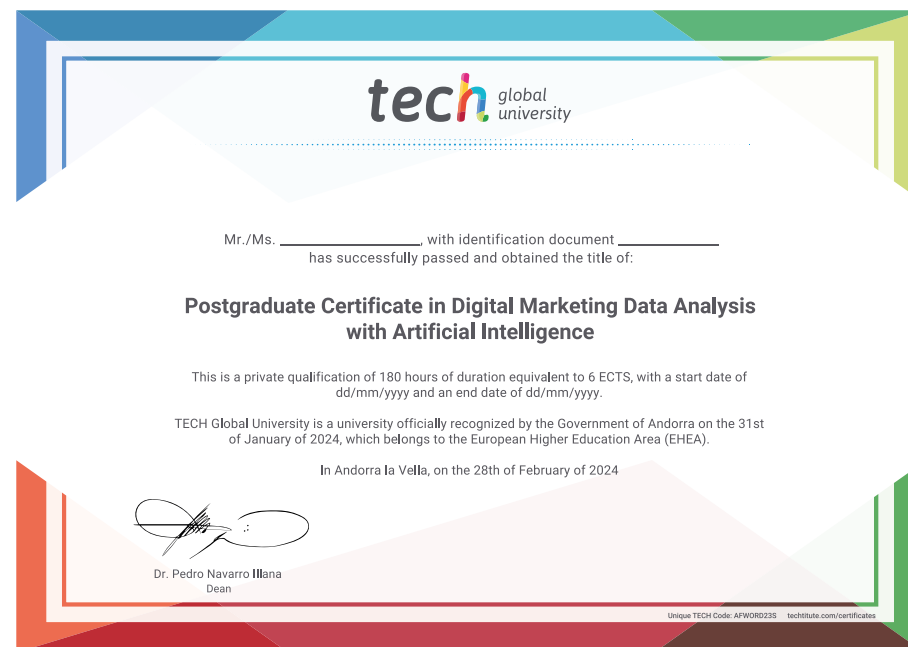 tech global
university
Mr./Ms. ____________________, with identification document ______________
has successfully passed and obtained the title of:
Postgraduate Certificate in Digital Marketing Data Analysis
with Artificial Intelligence
This is a private qualification of 180 hours of duration equivalent to 6 ECTS, with a start date of
dd/mm/yyyy and an end date of dd/mm/yyyy.
TECH Global University is a university officially recognized by the Government of Andorra on the 31st
of January of 2024, which belongs to the European Higher Education Area (EHEA).
In Andorra la Vella, on the 28th of February of 2024
Dr. Pedro Navarro Illana
Dean
Unique TECH Code: AFWORD23S techtitute.com/certificates